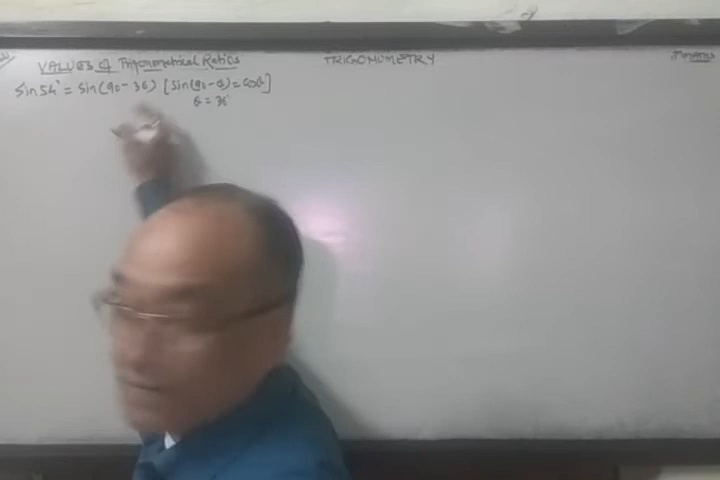 VALUES of Trigonometrical Ratios
TRIGONOMETRY
sin 54° = sin(90-36) [sin(90-θ)=cosθ]
θ = 36°